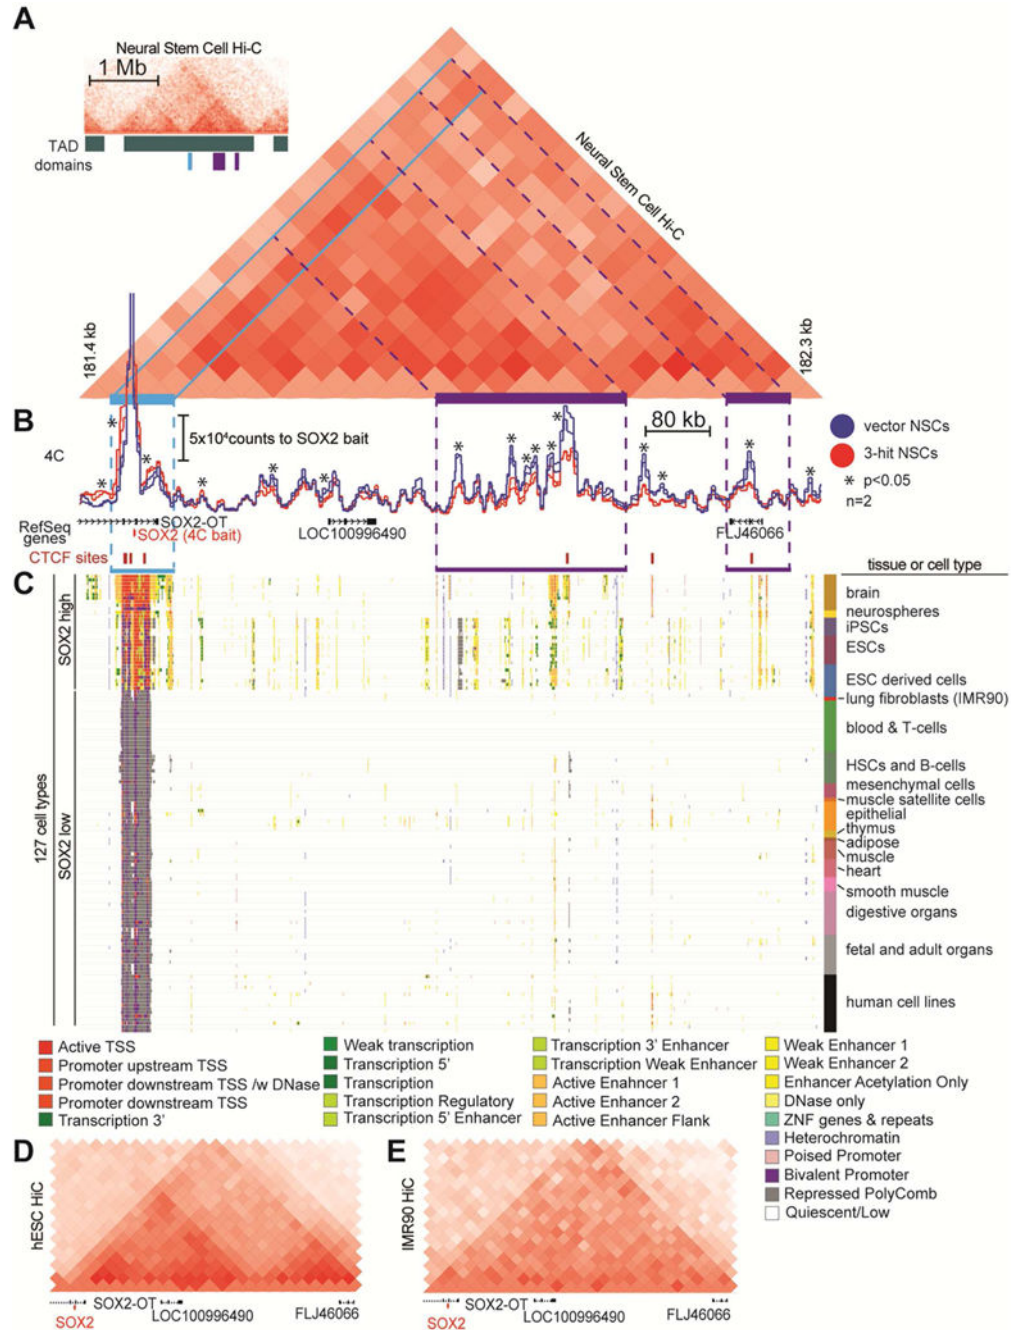 A
Neural Stem Cell Hi-C
1 Mb
TAD
domains
Neural Stem Cell Hi-C
181.4 kb
182.3 kb
B
4C
5x10⁴counts to SOX2 bait
80 kb
vector NSCs
3-hit NSCs
* p<0.05
n=2
RefSeq
genes
SOX2-OT
SOX2 (4C bait)
LOC100996490
FLJ46066
CTCF sites
tissue or cell type
C
127 cell types
SOX2 high
SOX2 low
brain
neurospheres
iPSCs
ESCs
ESC derived cells
lung fibroblasts (IMR90)
blood & T-cells
HSCs and B-cells
mesenchymal cells
muscle satellite cells
epithelial
thymus
adipose
muscle
heart
smooth muscle
digestive organs
fetal and adult organs
human cell lines
Active TSS
Promoter upstream TSS
Promoter downstream TSS /w DNase
Promoter downstream TSS
Transcription 3'
Weak transcription
Transcription 5'
Transcription
Transcription Regulatory
Transcription 5' Enhancer
Transcription 3' Enhancer
Transcription Weak Enhancer
Active Enahncer 1
Active Enhancer 2
Active Enhancer Flank
Weak Enhancer 1
Weak Enhancer 2
Enhancer Acetylation Only
DNase only
ZNF genes & repeats
Heterochromatin
Poised Promoter
Bivalent Promoter
Repressed PolyComb
Quiescent/Low
D
hESC HiC
SOX2-OT
SOX2
LOC100996490
FLJ46066
E
IMR90 HiC
SOX2-OT
SOX2
LOC100996490
FLJ46066